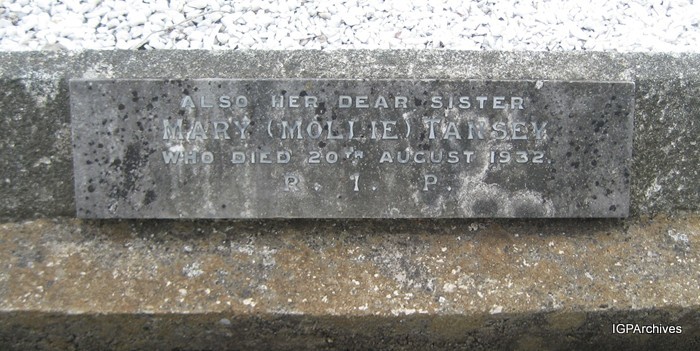 ALSO HER DEAR SISTER
MARY (MOLLIE) TARSEY
WHO DIED 20TH AUGUST 1932.
R. I. P.
IGPArchives